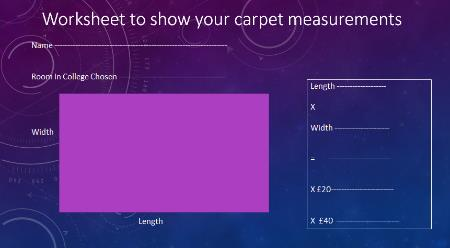 Worksheet to show your carpet measurements
Name -----------------------------------------------------------
Room in College Chosen ------------------------------
Width
Length
Length -----------------
X
Width -------------------
= ---------------------
X £20---------------------
X £40 ---------------------